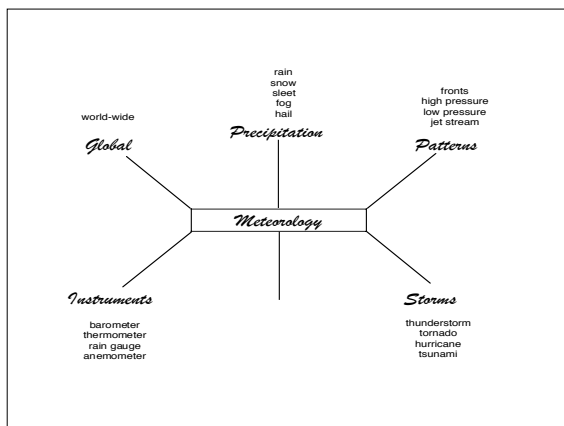 world-wide
Global
rain
snow
sleet
fog
hail
Precipitation
fronts
high pressure
low pressure
jet stream
Patterns
Meteorology
Instruments
barometer
thermometer
rain gauge
anemometer
Storms
thunderstorm
tornado
hurricane
tsunami